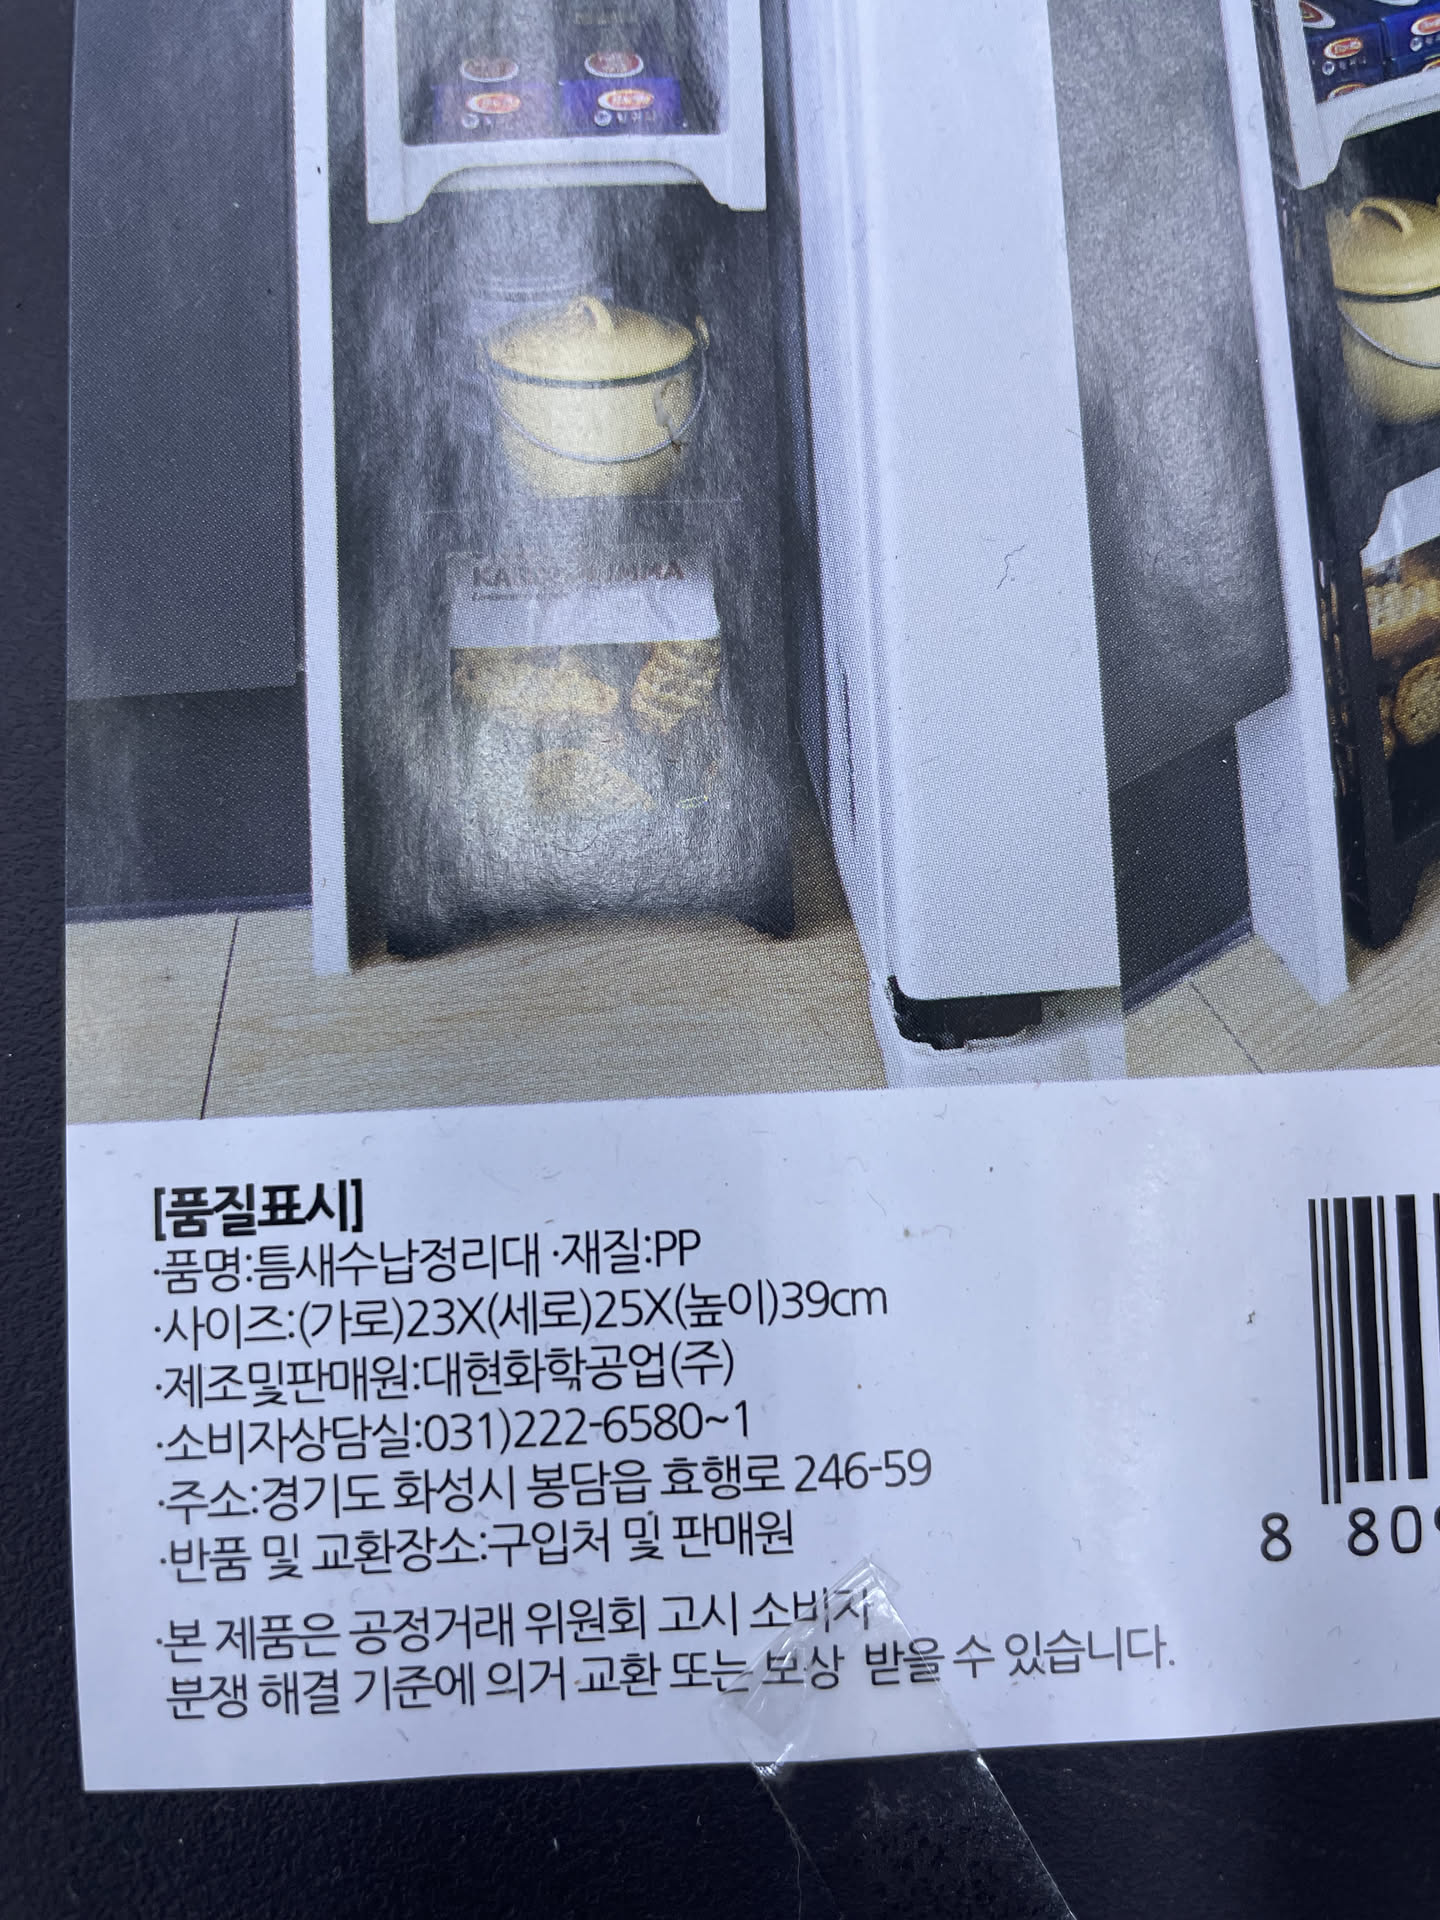 [품질표시]
·품명:틈새수납정리대 ·재질:PP
·사이즈:(가로)23X(세로)25X(높이)39cm
·제조및판매원:대현화학공업(주)
·소비자상담실:031)222-6580~1
·주소:경기도 화성시 봉담읍 효행로 246-59
·반품 및 교환장소:구입처 및 판매원
·본 제품은 공정거래 위원회 고시 소비자
분쟁 해결 기준에 의거 교환 또는 보상 받을 수 있습니다.
8 809